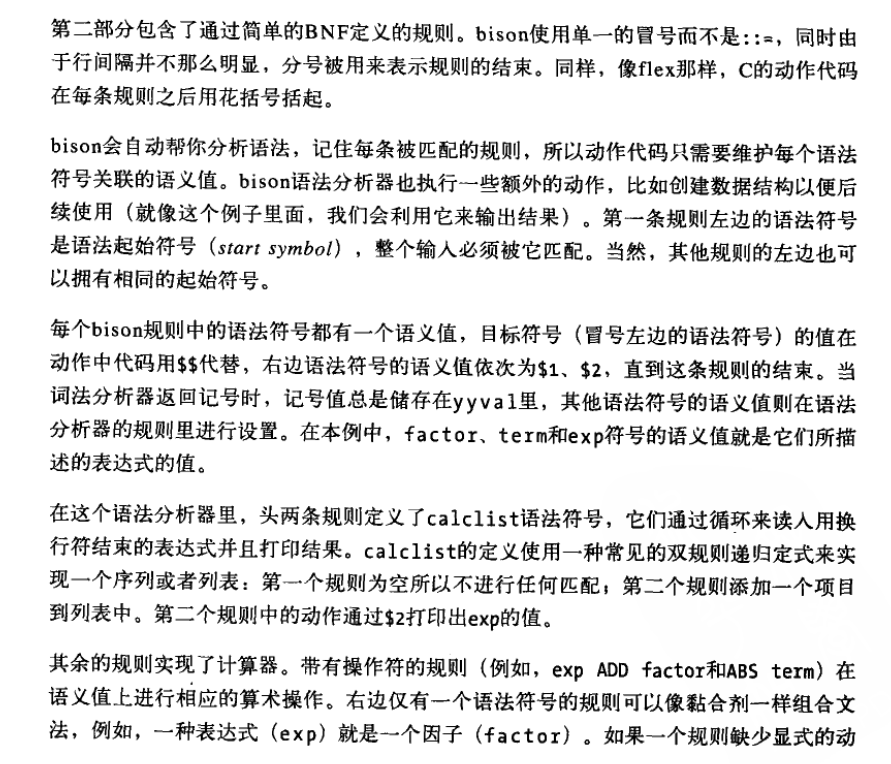 第二部分包含了通过简单的BNF定义的规则。bison使用单一的冒号而不是::=，同时由
于行间隔并不那么明显，分号被用来表示规则的结束。同样，像flex那样，C的动作代码
在每条规则之后用花括号括起。
bison会自动帮你分析语法，记住每条被匹配的规则，所以动作代码只需要维护每个语法
符号关联的语义值。bison语法分析器也执行一些额外的动作，比如创建数据结构以便后
续使用（就像这个例子里面，我们会利用它来输出结果）。第一条规则左边的语法符号
是语法起始符号（start symbol），整个输入必须被它匹配。当然，其他规则的左边也可
以拥有相同的起始符号。
每个bison规则中的语法符号都有一个语义值，目标符号（冒号左边的语法符号）的值在
动作中代码用$$代替，右边语法符号的语义值依次为$1、$2，直到这条规则的结束。当
词法分析器返回记号时，记号值总是储存在yyval里，其他语法符号的语义值则在语法
分析器的规则里进行设置。在本例中，factor、term和exp符号的语义值就是它们所描
述的表达式的值。
在这个语法分析器里，头两条规则定义了calclist语法符号，它们通过循环来读入用换
行符结束的表达式并且打印结果。calclist的定义使用一种常见的双规则递归定式来实
现一个序列或者列表：第一个规则为空所以不进行任何匹配；第二个规则添加一个项目
到列表中。第二个规则中的动作通过$2打印出exp的值。
其余的规则实现了计算器。带有操作符的规则（例如，exp ADD factor和ABS term）在
语义值上进行相应的算术操作。右边仅有一个语法符号的规则可以像黏合剂一样组合文
法，例如，一种表达式（exp）就是一个因子（factor）。如果一个规则缺少显式的动